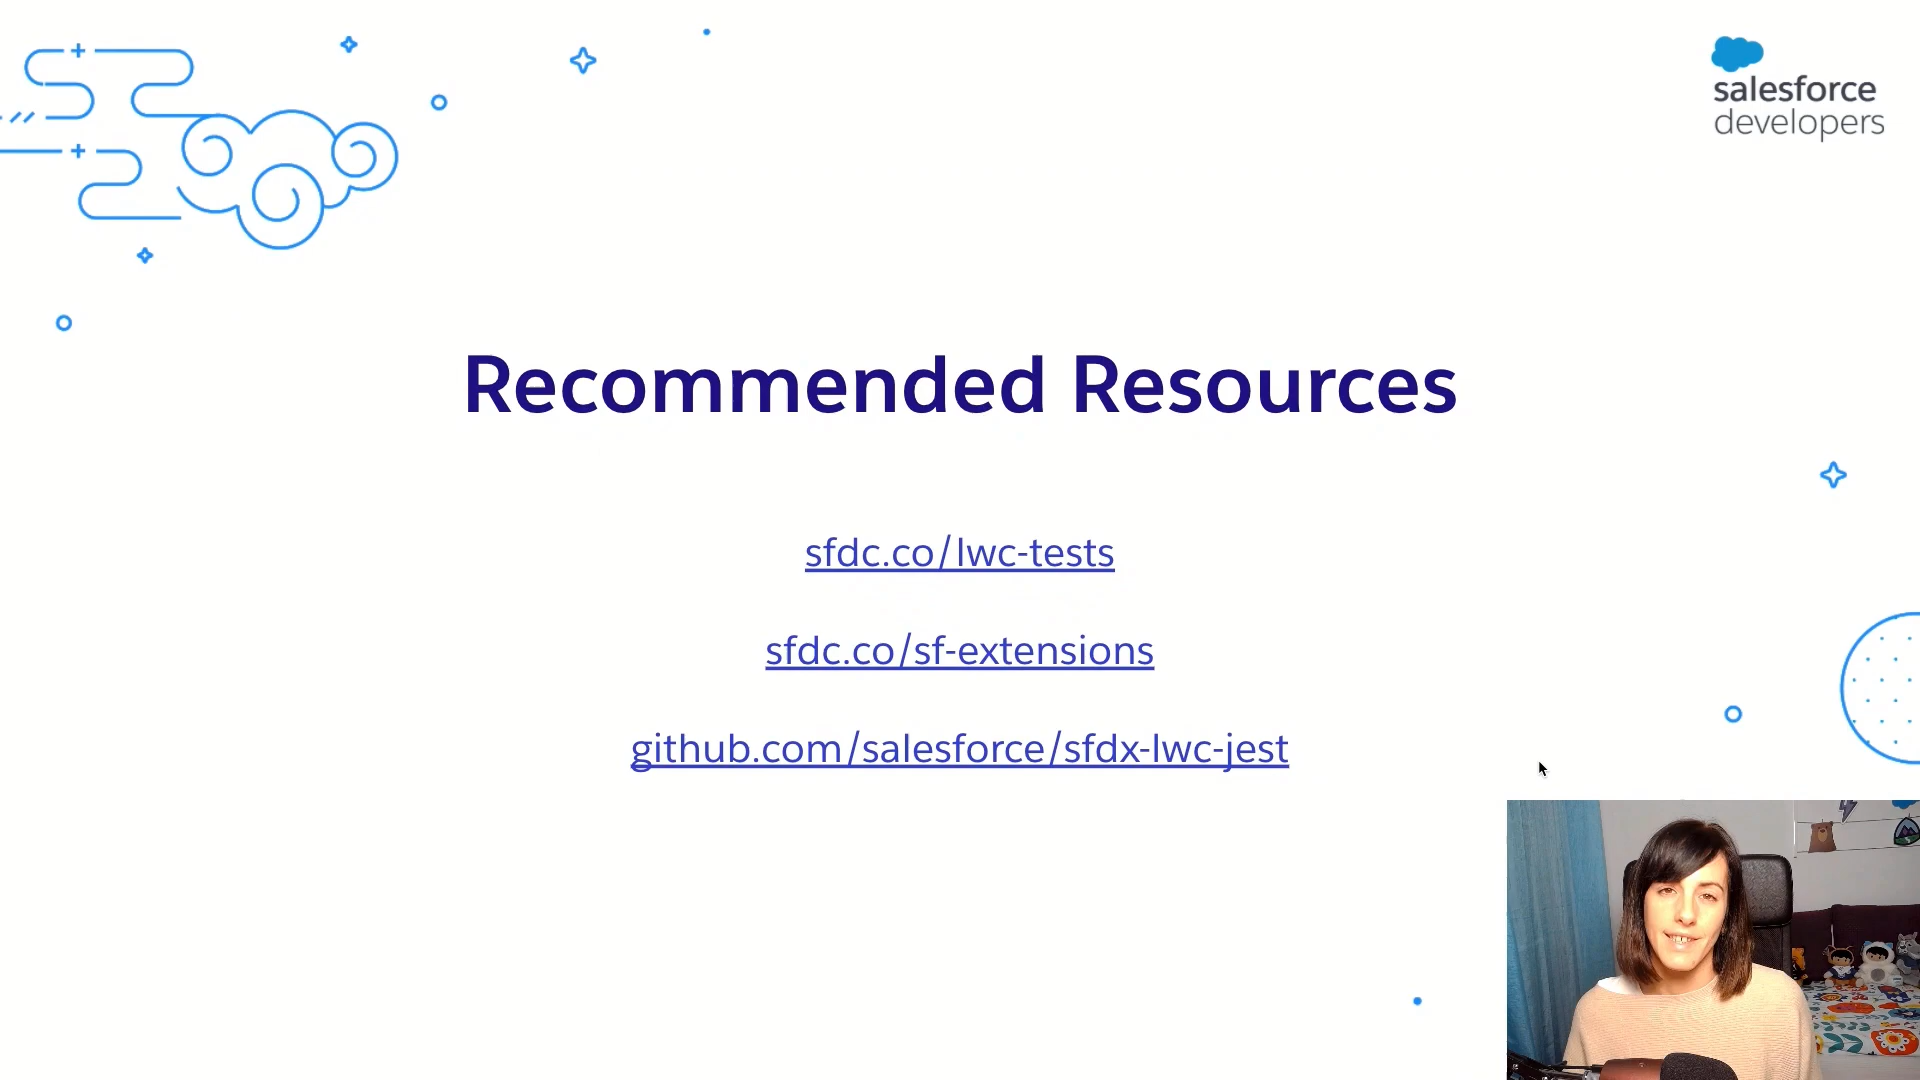 salesforce
developers
Recommended Resources
sfdc.co/lwc-tests
sfdc.co/sf-extensions
github.com/salesforce/sfdx-lwc-jest